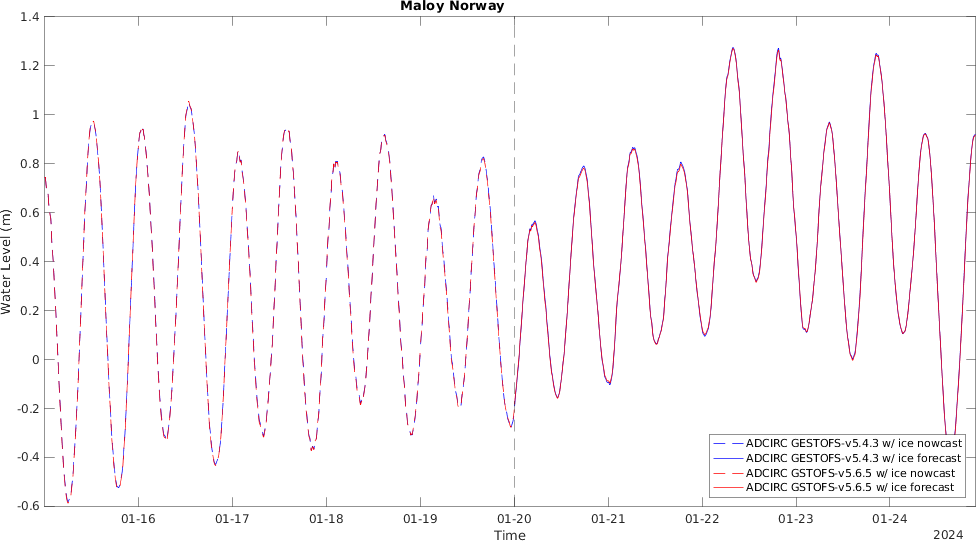 Maloy Norway
1.4
1.2
1
0.8
0.6
0.4
0.2
0
-0.2
-0.4
-0.6
Water Level (m)
ADCIRC GESTOFS-v5.4.3 w/ ice nowcast
ADCIRC GESTOFS-v5.4.3 w/ ice forecast
ADCIRC GSTOFS-v5.6.5 w/ ice nowcast
ADCIRC GSTOFS-v5.6.5 w/ ice forecast
01-16 01-17 01-18 01-19 01-20 01-21 01-22 01-23 01-24
Time
2024